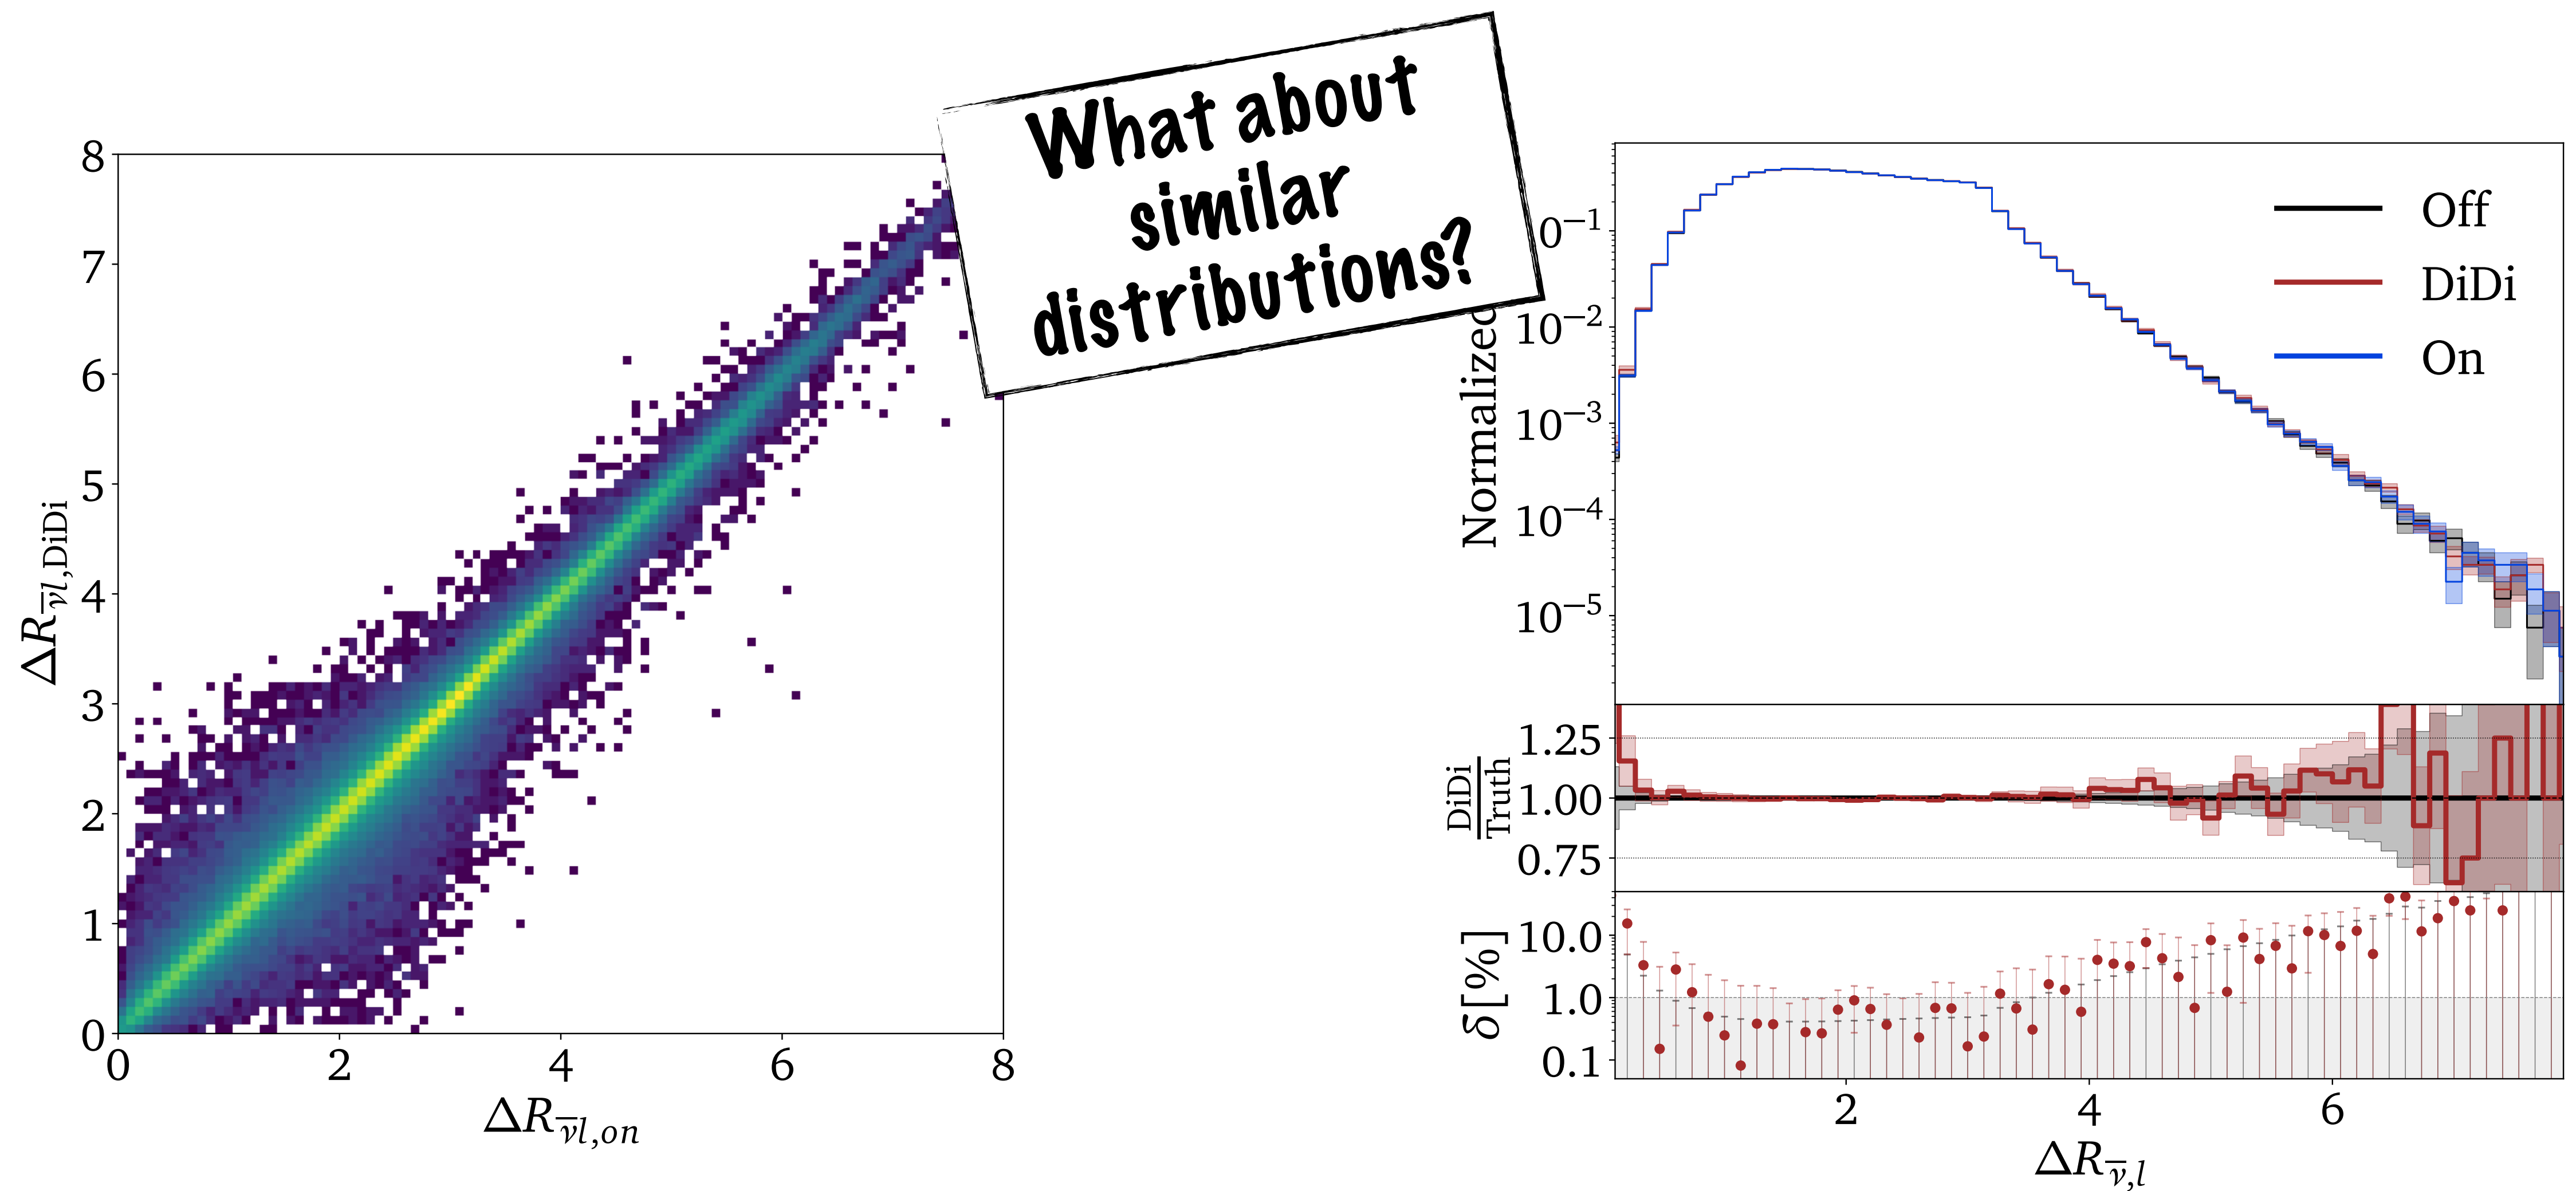 What about
similar
distributions?
8
7
6
5
4
3
2
1
0
ΔR_{ν̅l,DiDi}
0 2 4 6 8
ΔR_{ν̅l,on}
Off
DiDi
On
0⁻¹
10⁻²
10⁻³
10⁻⁴
10⁻⁵
Normalized
1.25
1.00
0.75
DiDi
Truth
10.0
1.0
0.1
δ[%]
2 4 6
ΔR_{ν̅,l}